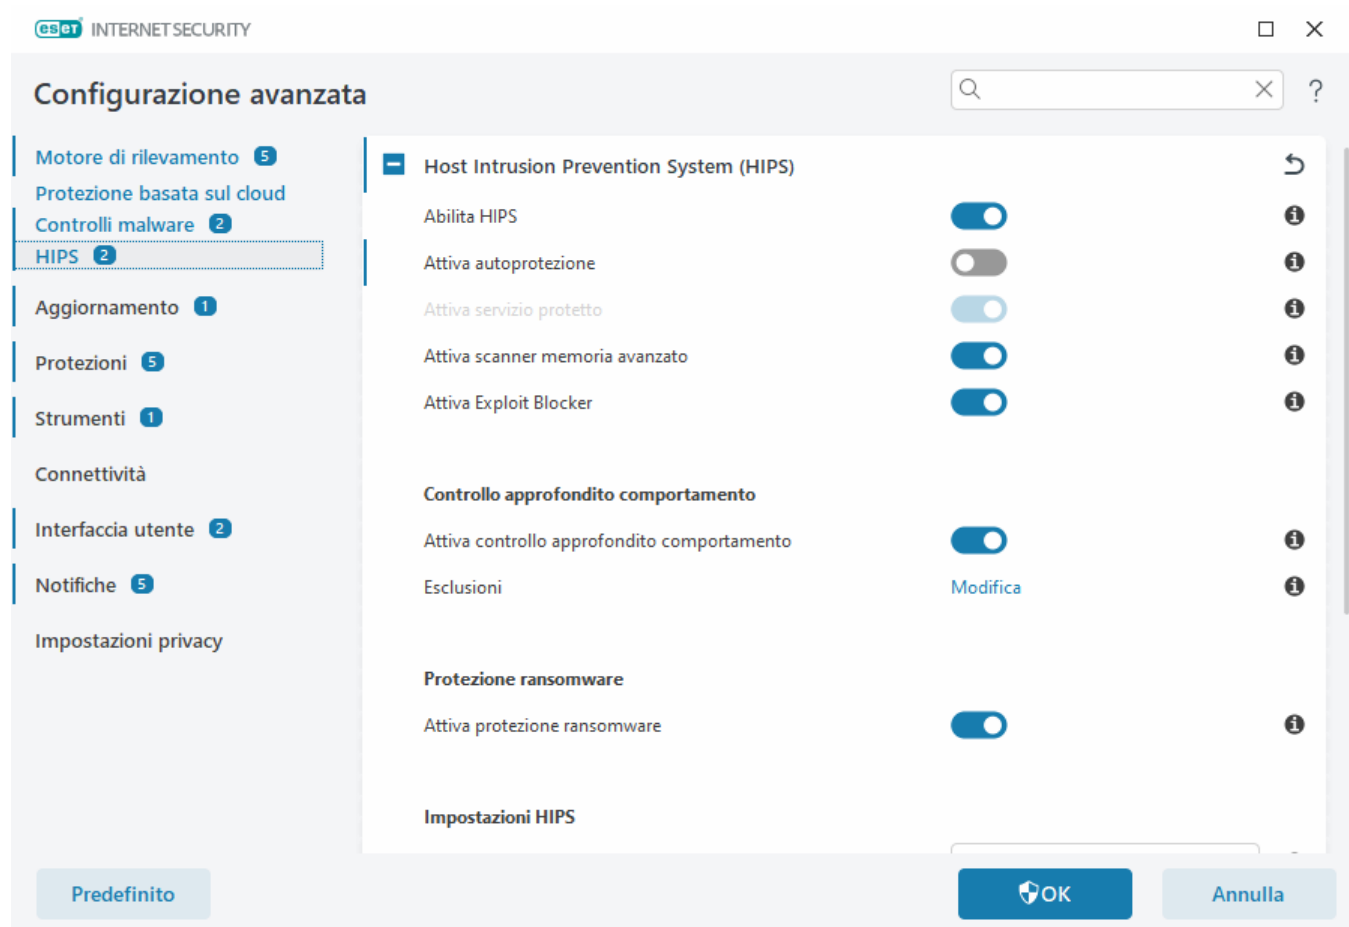 eset INTERNET SECURITY
Configurazione avanzata
?
Motore di rilevamento 5
Protezione basata sul cloud
Controlli malware 2
HIPS 2
Aggiornamento 1
Protezioni 5
Strumenti 1
Connettività
Interfaccia utente 2
Notifiche 5
Impostazioni privacy
Host Intrusion Prevention System (HIPS)
Abilita HIPS
Attiva autoprotezione
Attiva servizio protetto
Attiva scanner memoria avanzato
Attiva Exploit Blocker
Controllo approfondito comportamento
Attiva controllo approfondito comportamento
Esclusioni Modifica
Protezione ransomware
Attiva protezione ransomware
Impostazioni HIPS
Predefinito OK Annulla